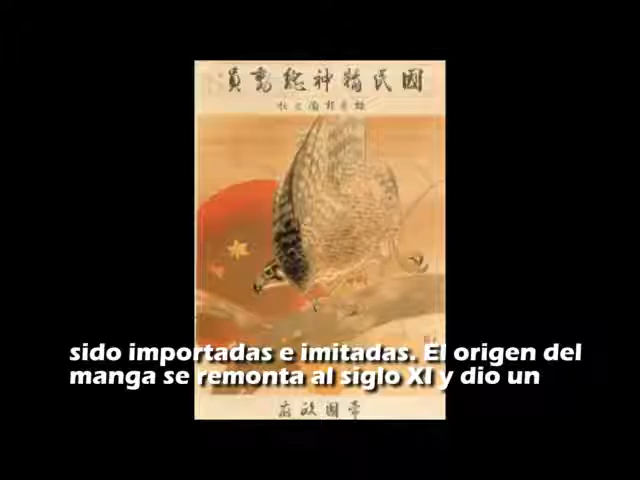 國民精神總動員
sido importadas e imitadas. El origen del
manga se remonta al siglo XI y dio un
帝國政府